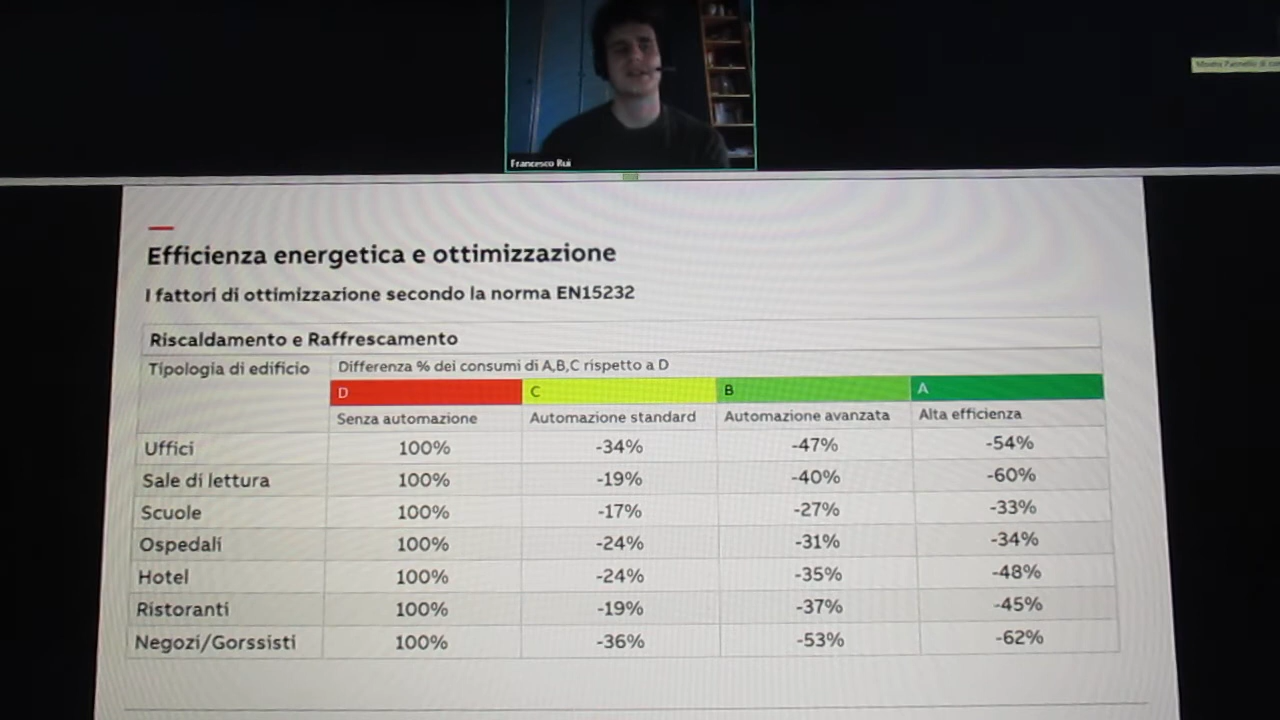 Mostra Pannello di
Francesco Rui
Efficienza energetica e ottimizzazione
I fattori di ottimizzazione secondo la norma EN15232
Riscaldamento e Raffrescamento
Tipologia di edificio Differenza % dei consumi di A,B,C rispetto a D
D C B A
Senza automazione Automazione standard Automazione avanzata Alta efficienza
Uffici 100% -34% -47% -54%
Sale di lettura 100% -19% -40% -60%
Scuole 100% -17% -27% -33%
Ospedali 100% -24% -31% -34%
Hotel 100% -24% -35% -48%
Ristoranti 100% -19% -37% -45%
Negozi/Gorssisti 100% -36% -53% -62%